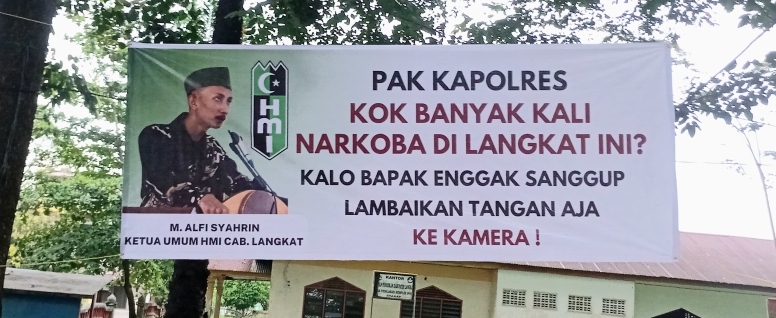 HMI
PAK KAPOLRES
KOK BANYAK KALI
NARKOBA DI LANGKAT INI?
KALO BAPAK ENGGAK SANGGUP
LAMBAIKAN TANGAN AJA
KE KAMERA !
M. ALFI SYAHRIN
KETUA UMUM HMI CAB. LANGKAT
KANTOR